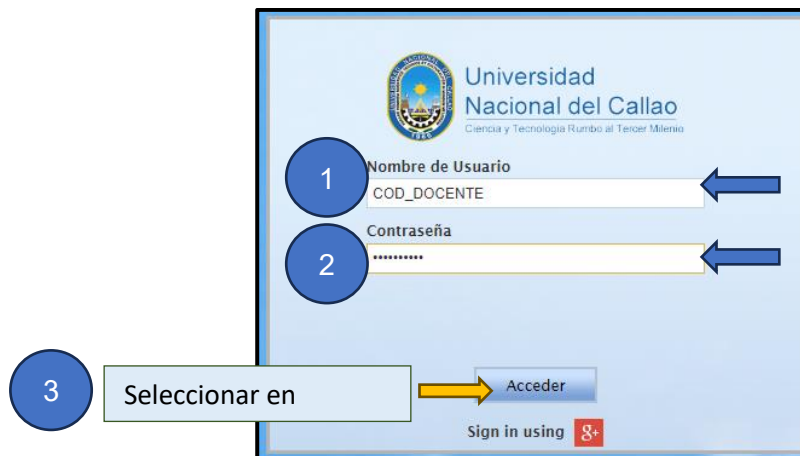 Universidad
Nacional del Callao
Ciencia y Tecnología Rumbo al Tercer Milenio
1
Nombre de Usuario
COD_DOCENTE
Contraseña
2
••••••••••
3
Seleccionar en
Acceder
Sign in using g+